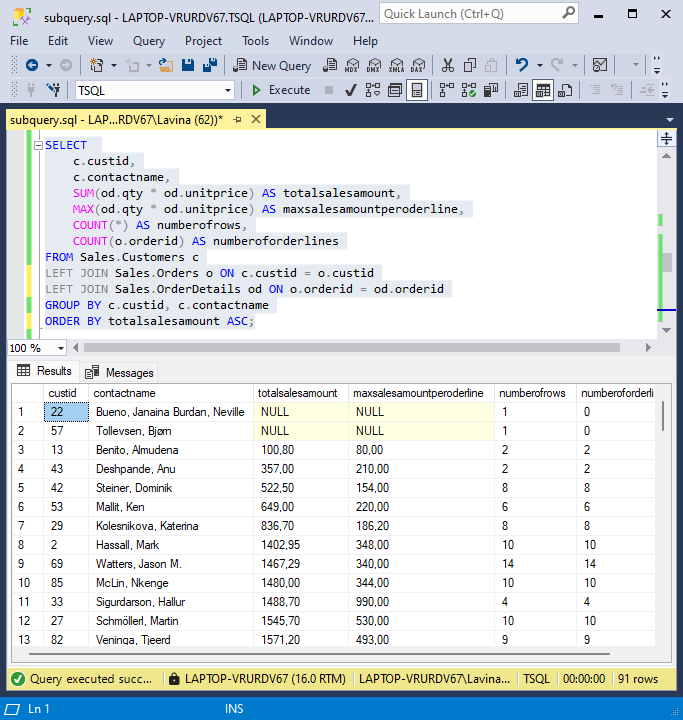 subquery.sql - LAPTOP-VRURDV67.TSQL (LAPTOP-VRURDV67...
Quick Launch (Ctrl+Q)
File Edit View Query Project Tools Window Help
New Query MDX DMX XMLA DAX
TSQL Execute
subquery.sql - LAP...RDV67\Lavina (62))*
SELECT
c.custid,
c.contactname,
SUM(od.qty * od.unitprice) AS totalsalesamount,
MAX(od.qty * od.unitprice) AS maxsalesamountperoderline,
COUNT(*) AS numberofrows,
COUNT(o.orderid) AS numberoforderlines
FROM Sales.Customers c
LEFT JOIN Sales.Orders o ON c.custid = o.custid
LEFT JOIN Sales.OrderDetails od ON o.orderid = od.orderid
GROUP BY c.custid, c.contactname
ORDER BY totalsalesamount ASC;
100 %
Results Messages
custid contactname totalsalesamount maxsalesamountperoderline numberofrows numberoforderli
1 22 Bueno, Janaina Burdan, Neville NULL NULL 1 0
2 57 Tollevsen, Bjørn NULL NULL 1 0
3 13 Benito, Almudena 100,80 80,00 2 2
4 43 Deshpande, Anu 357,00 210,00 2 2
5 42 Steiner, Dominik 522,50 154,00 8 8
6 53 Mallit, Ken 649,00 220,00 6 6
7 29 Kolesnikova, Katerina 836,70 186,20 8 8
8 2 Hassall, Mark 1402,95 348,00 10 10
9 69 Watters, Jason M. 1467,29 340,00 14 14
10 85 McLin, Nkenge 1480,00 344,00 10 10
11 33 Sigurdarson, Hallur 1488,70 990,00 4 4
12 27 Schmöllerl, Martin 1545,70 530,00 10 10
13 82 Veninga, Tjeerd 1571,20 493,00 9 9
Query executed succ... LAPTOP-VRURDV67 (16.0 RTM) LAPTOP-VRURDV67\Lavina... TSQL 00:00:00 91 rows
Ln 1 INS